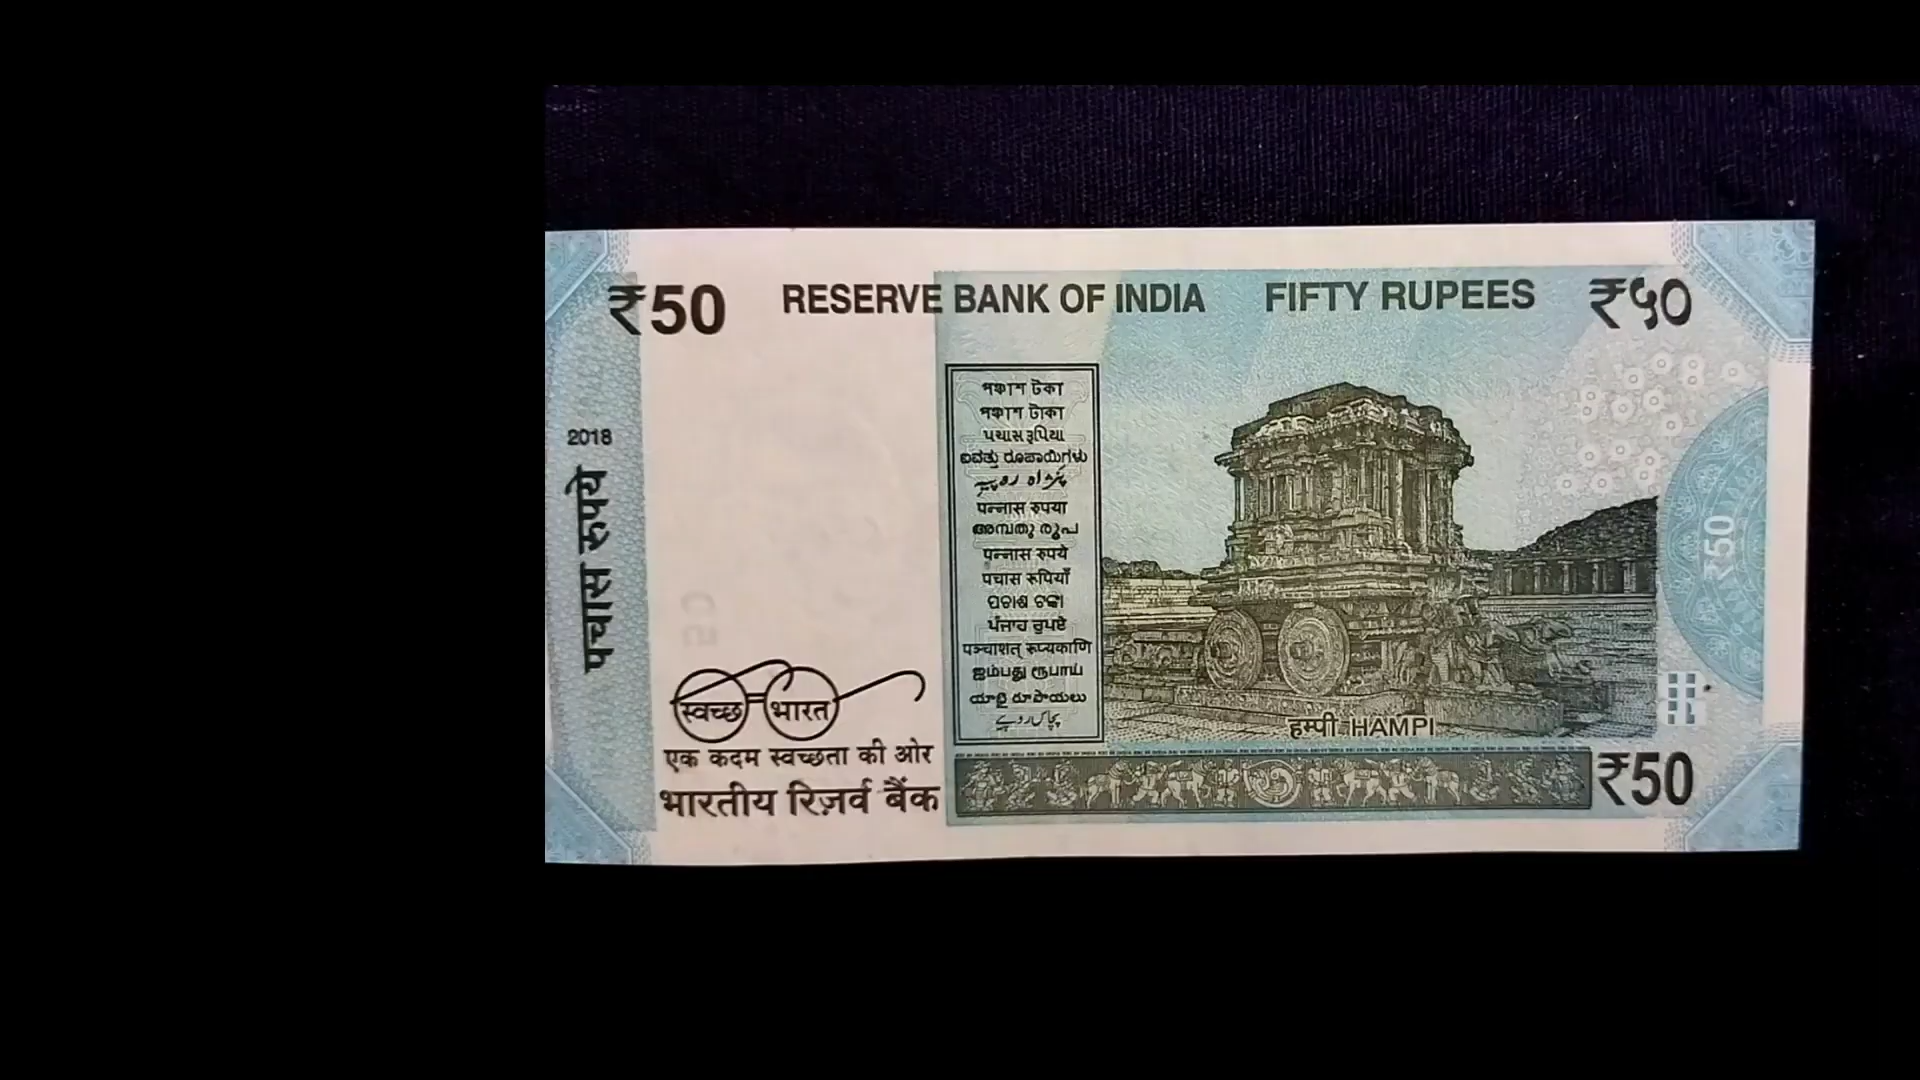 ₹50
RESERVE BANK OF INDIA
FIFTY RUPEES
₹५०
2018
पचास रुपये
পঞ্চাশ টকা
পঞ্চাশ টাকা
પચાસ રૂપિયા
ಐವತ್ತು ರೂಪಾಯಿಗಳು
पन्नास रुपया
അമ്പതു രൂപ
पन्नास रुपये
पचास रूपियाँ
ପଚାଶ ଟଙ୍କା
ਪੰਜਾਹ ਰੁਪਏ
पञ्चाशत् रूप्यकाणि
ஐம்பது ரூபாய்
యాభై రూపాయలు
پچاس روپے
₹50
हम्पी HAMPI
स्वच्छ भारत
एक कदम स्वच्छता की ओर
भारतीय रिज़र्व बैंक
₹50